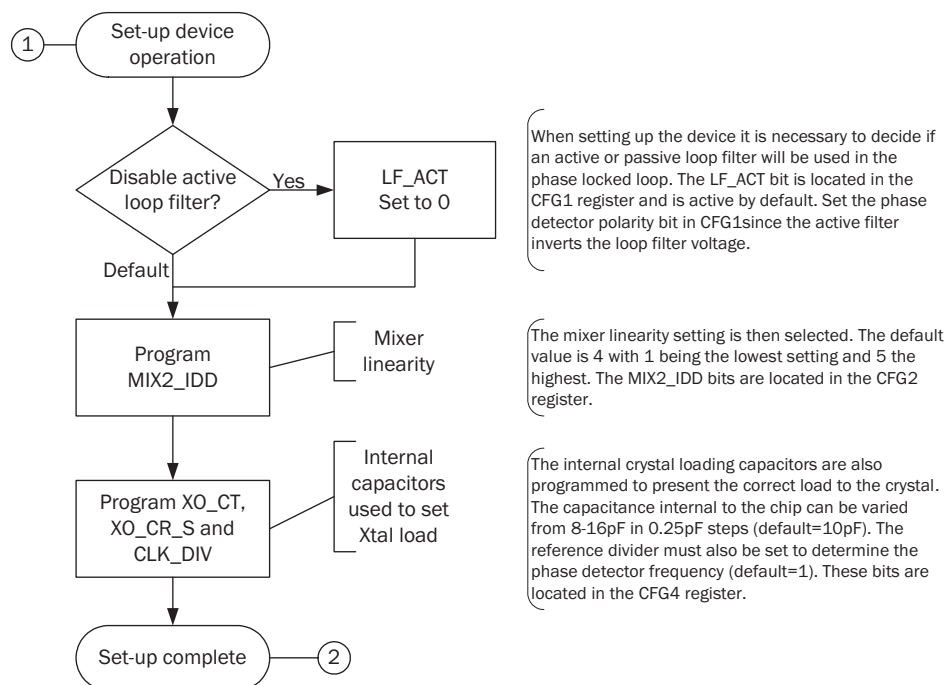 1
Set-up device
operation
Disable active
loop filter?
Yes
LF_ACT
Set to 0
When setting up the device it is necessary to decide if
an active or passive loop filter will be used in the
phase locked loop. The LF_ACT bit is located in the
CFG1 register and is active by default. Set the phase
detector polarity bit in CFG1since the active filter
inverts the loop filter voltage.
Default
Program
MIX2_IDD
Mixer
linearity
The mixer linearity setting is then selected. The default
value is 4 with 1 being the lowest setting and 5 the
highest. The MIX2_IDD bits are located in the CFG2
register.
Program XO_CT,
XO_CR_S and
CLK_DIV
Internal
capacitors
used to set
Xtal load
The internal crystal loading capacitors are also
programmed to present the correct load to the crystal.
The capacitance internal to the chip can be varied
from 8-16pF in 0.25pF steps (default=10pF). The
reference divider must also be set to determine the
phase detector frequency (default=1). These bits are
located in the CFG4 register.
Set-up complete
2